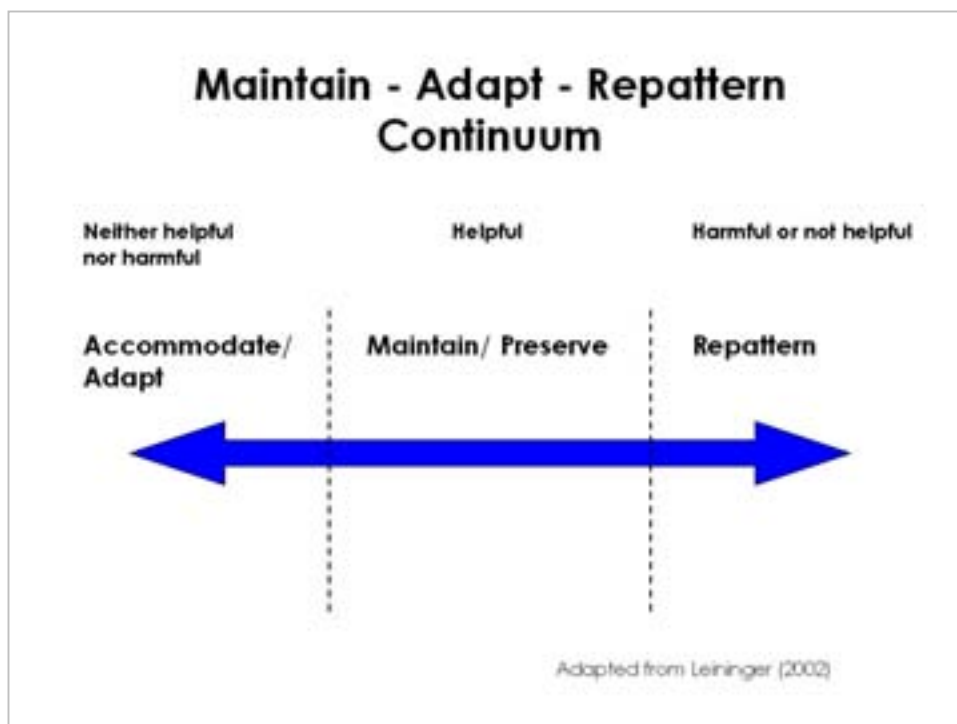 Maintain - Adapt - Repattern
Continuum
Neither helpful
nor harmful
Helpful
Harmful or not helpful
Accommodate/
Adapt
Maintain/ Preserve
Repattern
Adapted from Leininger (2002)